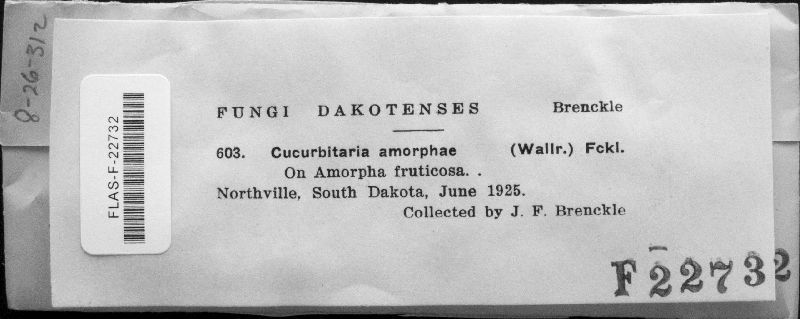 8-26-312
FLAS-F-22732
FUNGI DAKOTENSES Brenckle
603. Cucurbitaria amorphae (Wallr.) Fckl.
On Amorpha fruticosa. .
Northville, South Dakota, June 1925.
Collected by J. F. Brenckle
F 22732